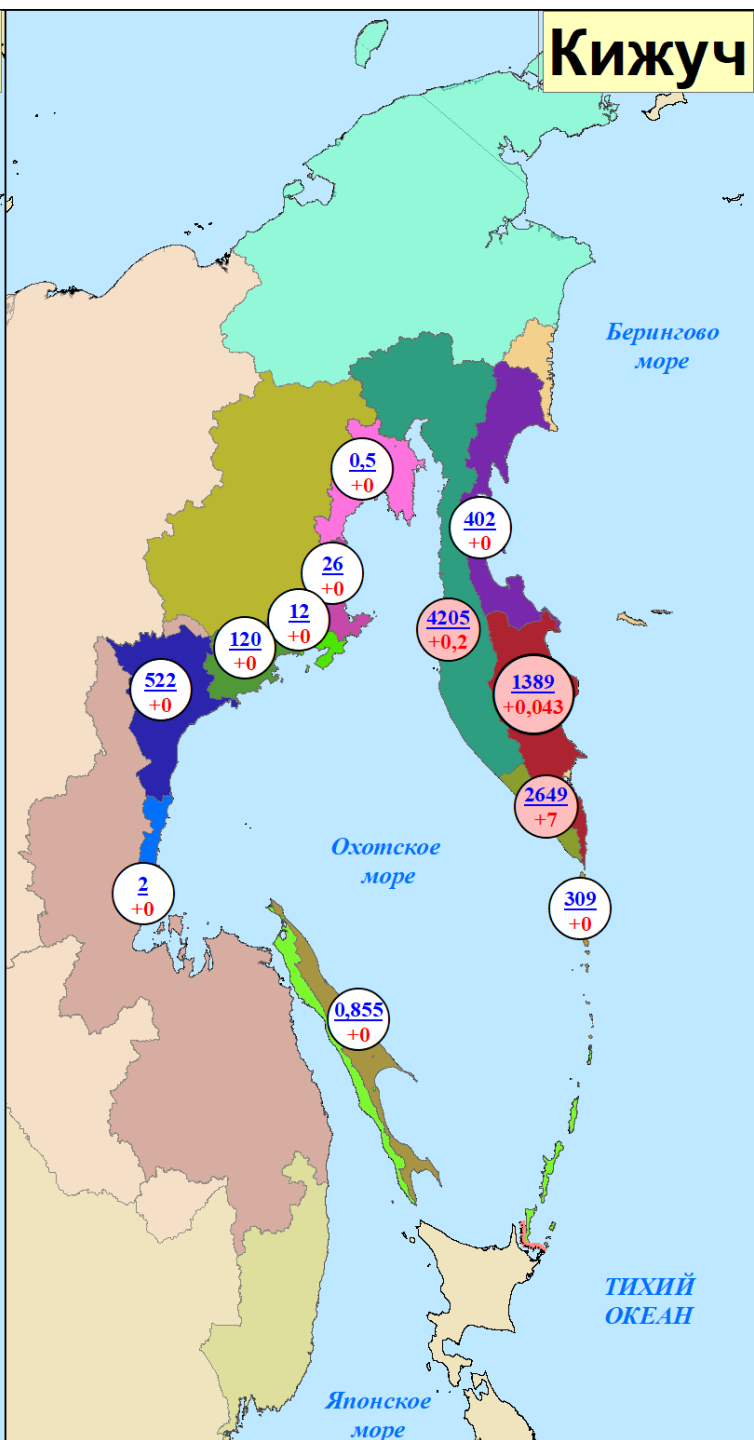 Кижуч
Берингово
море
0,5
+0
402
+0
26
+0
12
+0
4205
+0,2
120
+0
522
+0
1389
+0,043
2649
+7
Охотское
море
2
+0
309
+0
0,855
+0
ТИХИЙ
ОКЕАН
Японское
море